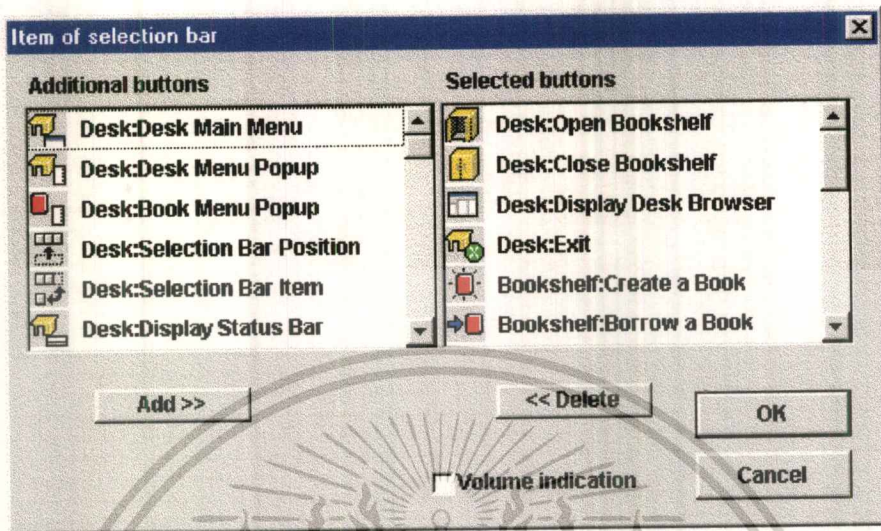 Item of selection bar
Additional buttons
Desk:Desk Main Menu
Desk:Desk Menu Popup
Desk:Book Menu Popup
Desk:Selection Bar Position
Desk:Selection Bar Item
Desk:Display Status Bar
Add >>
Selected buttons
Desk:Open Bookshelf
Desk:Close Bookshelf
Desk:Display Desk Browser
Desk:Exit
Bookshelf:Create a Book
Bookshelf:Borrow a Book
<< Delete
Volume indication
OK
Cancel